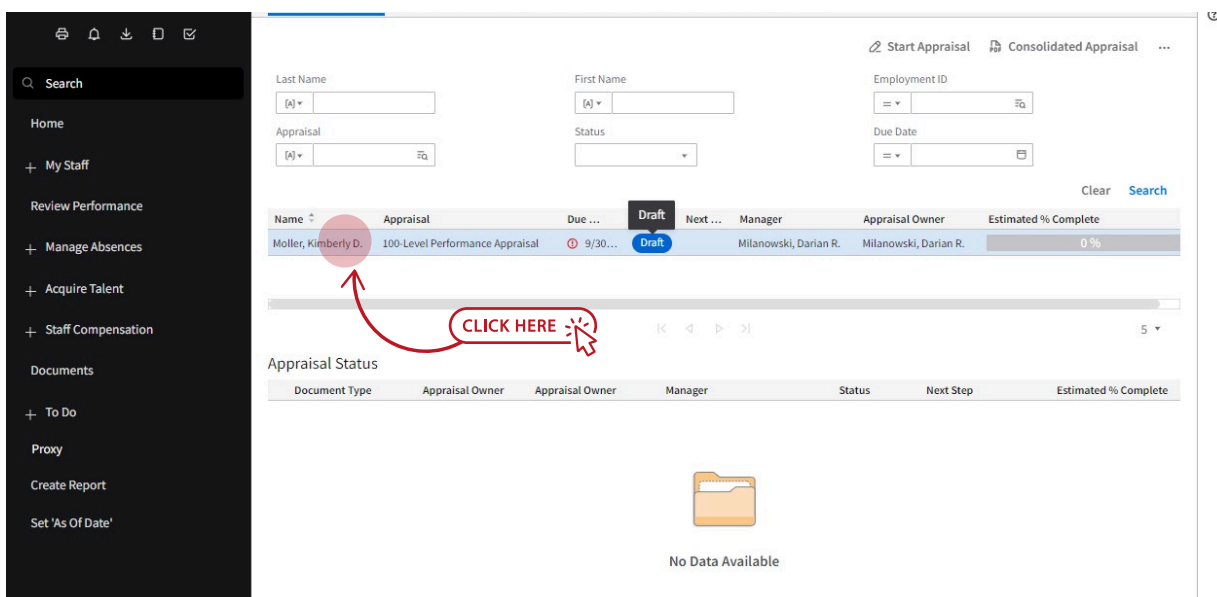 Start Appraisal PDF Consolidated Appraisal ...
Search
Home
+ My Staff
Review Performance
+ Manage Absences
+ Acquire Talent
+ Staff Compensation
Documents
+ To Do
Proxy
Create Report
Set 'As Of Date'
Last Name First Name Employment ID
[A] [A] =
Appraisal Status Due Date
[A] =
Clear Search
Draft
Name Appraisal Due ... Next ... Manager Appraisal Owner Estimated % Complete
Moller, Kimberly D. 100-Level Performance Appraisal 9/30... Draft Milanowski, Darian R. Milanowski, Darian R. 0 %
CLICK HERE
5
Appraisal Status
Document Type Appraisal Owner Appraisal Owner Manager Status Next Step Estimated % Complete
No Data Available